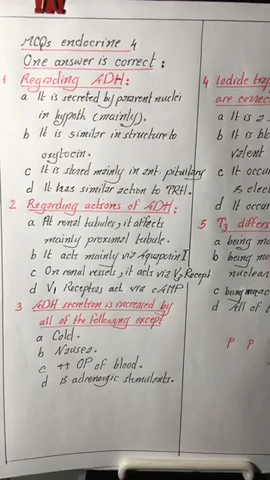 MCQs endocrine 4
One answer is correct:
1 Regrading ADH:
a It is secreted by pararent nuclei
in hypoth (mainly).
b It is similar in structure to
oxytocin.
c It is stored mainly in ant. pituitary
d It has similar action to TRH.
2 Regarding actions of ADH:
a At renal tubules, it affects
mainly proximal tubule.
b It acts mainly via Aquaporin I
c On renal vessels, it acts via V2 Recept
d V1 Receptors act via cAMP
3 ADH secretion is increased by
all of the following except
a Cold.
b Nausea.
c ++ OP of blood.
d B adrenergic stimulants.
4 Iodide trap
are correct
a It is a
b It is blo
valent
c It occur
& elec
d It occur
5 T3 differs
a being mo
b being mo
nuclear
c being more
d All of t
P P